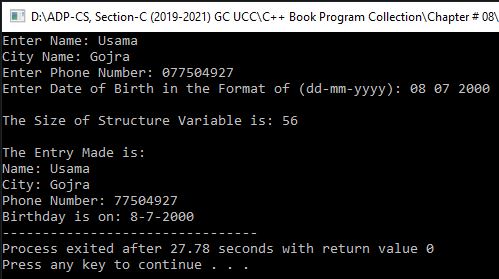 D:\ADP-CS, Section-C (2019-2021) GC UCC\C++ Book Program Collection\Chapter # 08\
Enter Name: Usama
City Name: Gojra
Enter Phone Number: 077504927
Enter Date of Birth in the Format of (dd-mm-yyyy): 08 07 2000
The Size of Structure Variable is: 56
The Entry Made is:
Name: Usama
City: Gojra
Phone Number: 77504927
Birthday is on: 8-7-2000
--------------------------------
Process exited after 27.78 seconds with return value 0
Press any key to continue . . .